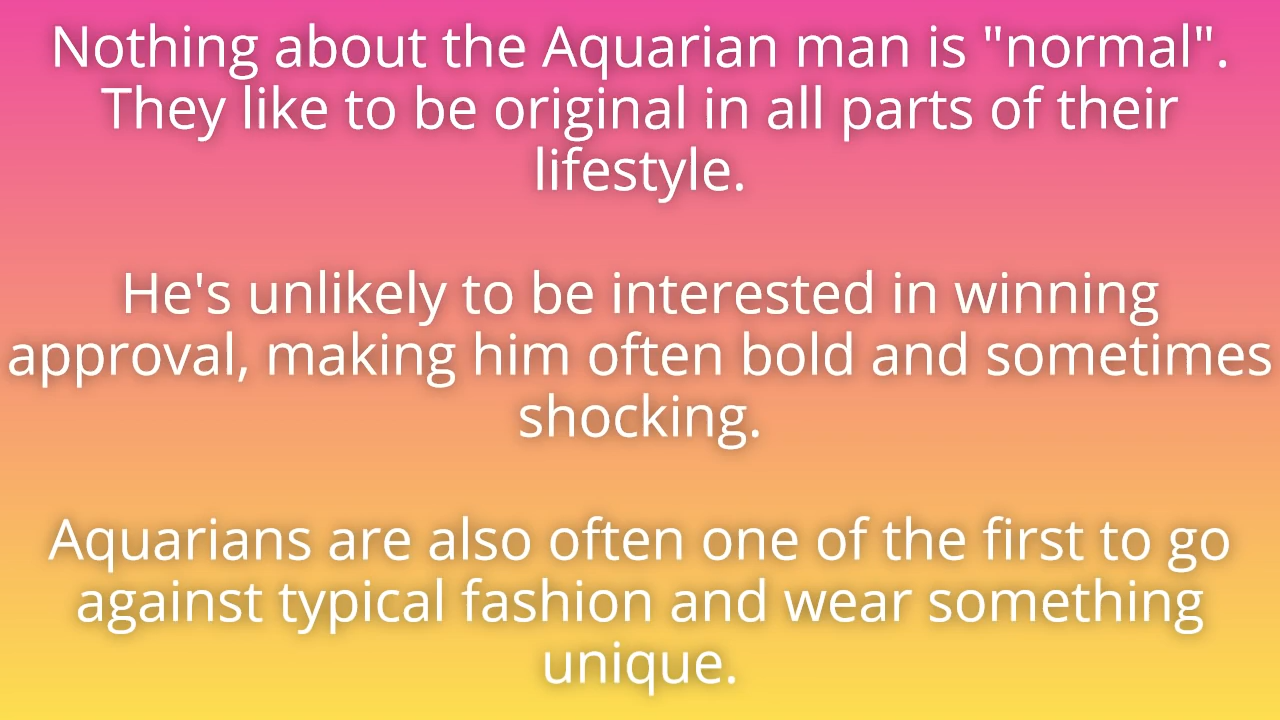 Nothing about the Aquarian man is "normal".
They like to be original in all parts of their
lifestyle.
He's unlikely to be interested in winning
approval, making him often bold and sometimes
shocking.
Aquarians are also often one of the first to go
against typical fashion and wear something
unique.